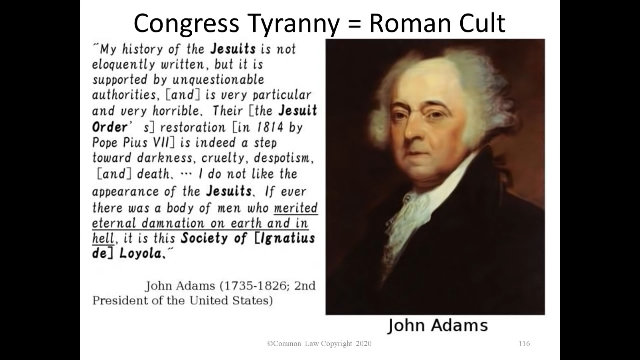 Congress Tyranny = Roman Cult
"My history of the Jesuits is not
eloquently written, but it is
supported by unquestionable
authorities, [and] is very particular
and very horrible. Their [the Jesuit
Order' s] restoration [in 1814 by
Pope Pius VII] is indeed a step
toward darkness, cruelty, despotism,
[and] death. … I do not like the
appearance of the Jesuits. If ever
there was a body of men who merited
eternal damnation on earth and in
hell, it is this Society of [Ignatius
de] Loyola."
John Adams (1735-1826; 2nd
President of the United States)
John Adams
©Common Law Copyright 2020
116